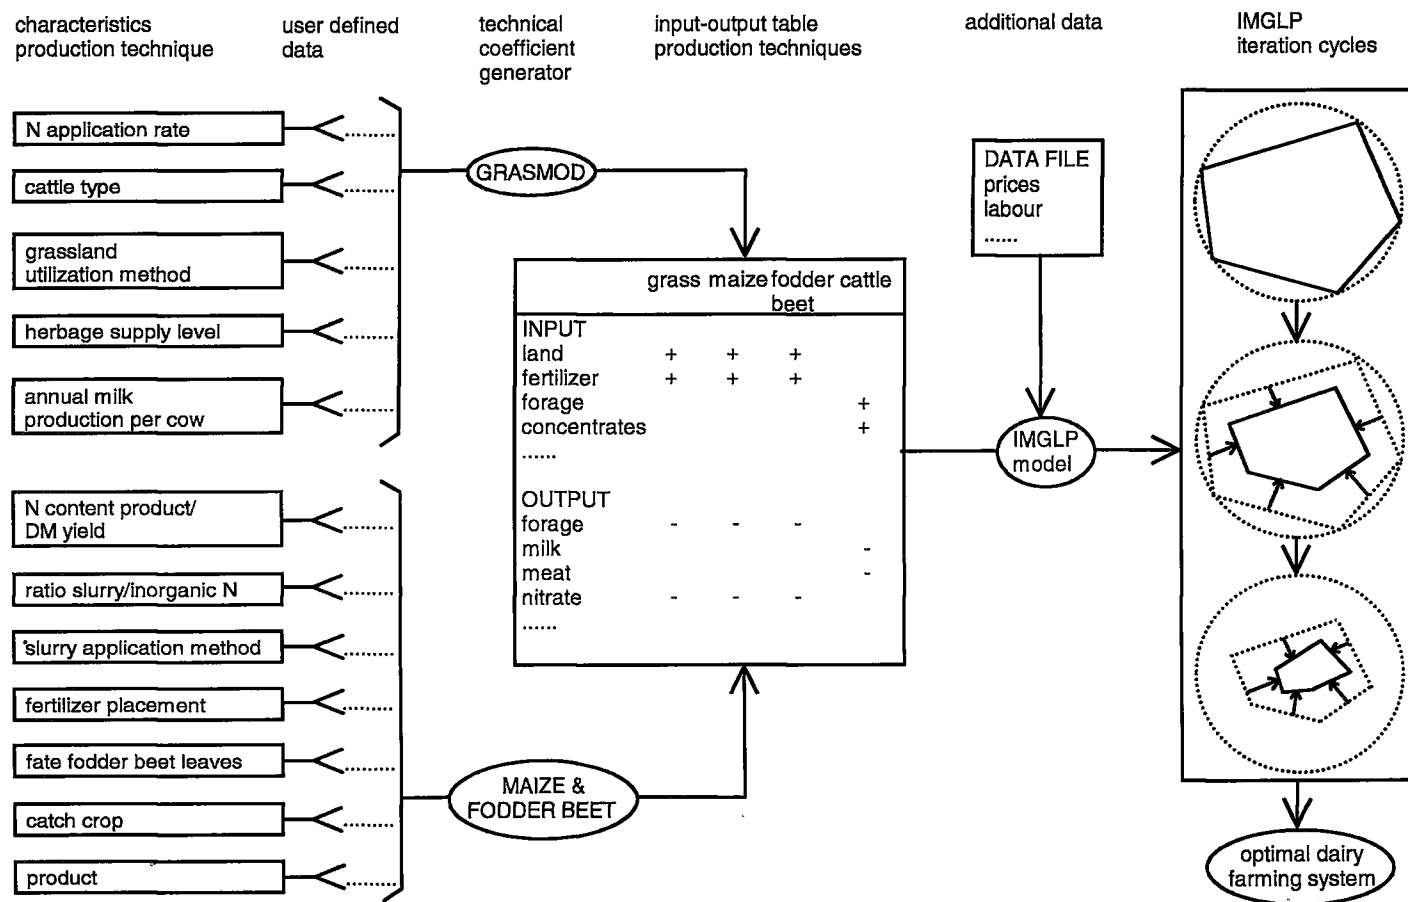 characteristics
production technique
user defined
data
technical
coefficient
generator
input-output table
production techniques
additional data
IMGLP
iteration cycles
N application rate
........
cattle type
........
grassland
utilization method
........
herbage supply level
........
annual milk
production per cow
........
N content product/
DM yield
........
ratio slurry/inorganic N
........
slurry application method
........
fertilizer placement
........
fate fodder beet leaves
........
catch crop
........
product
........
GRASMOD
MAIZE &
FODDER BEET
grass maize fodder cattle
beet
INPUT
land + + +
fertilizer + + +
forage +
concentrates +
......
OUTPUT
forage - - -
milk -
meat -
nitrate - - -
......
DATA FILE
prices
labour
......
IMGLP
model
optimal dairy
farming system